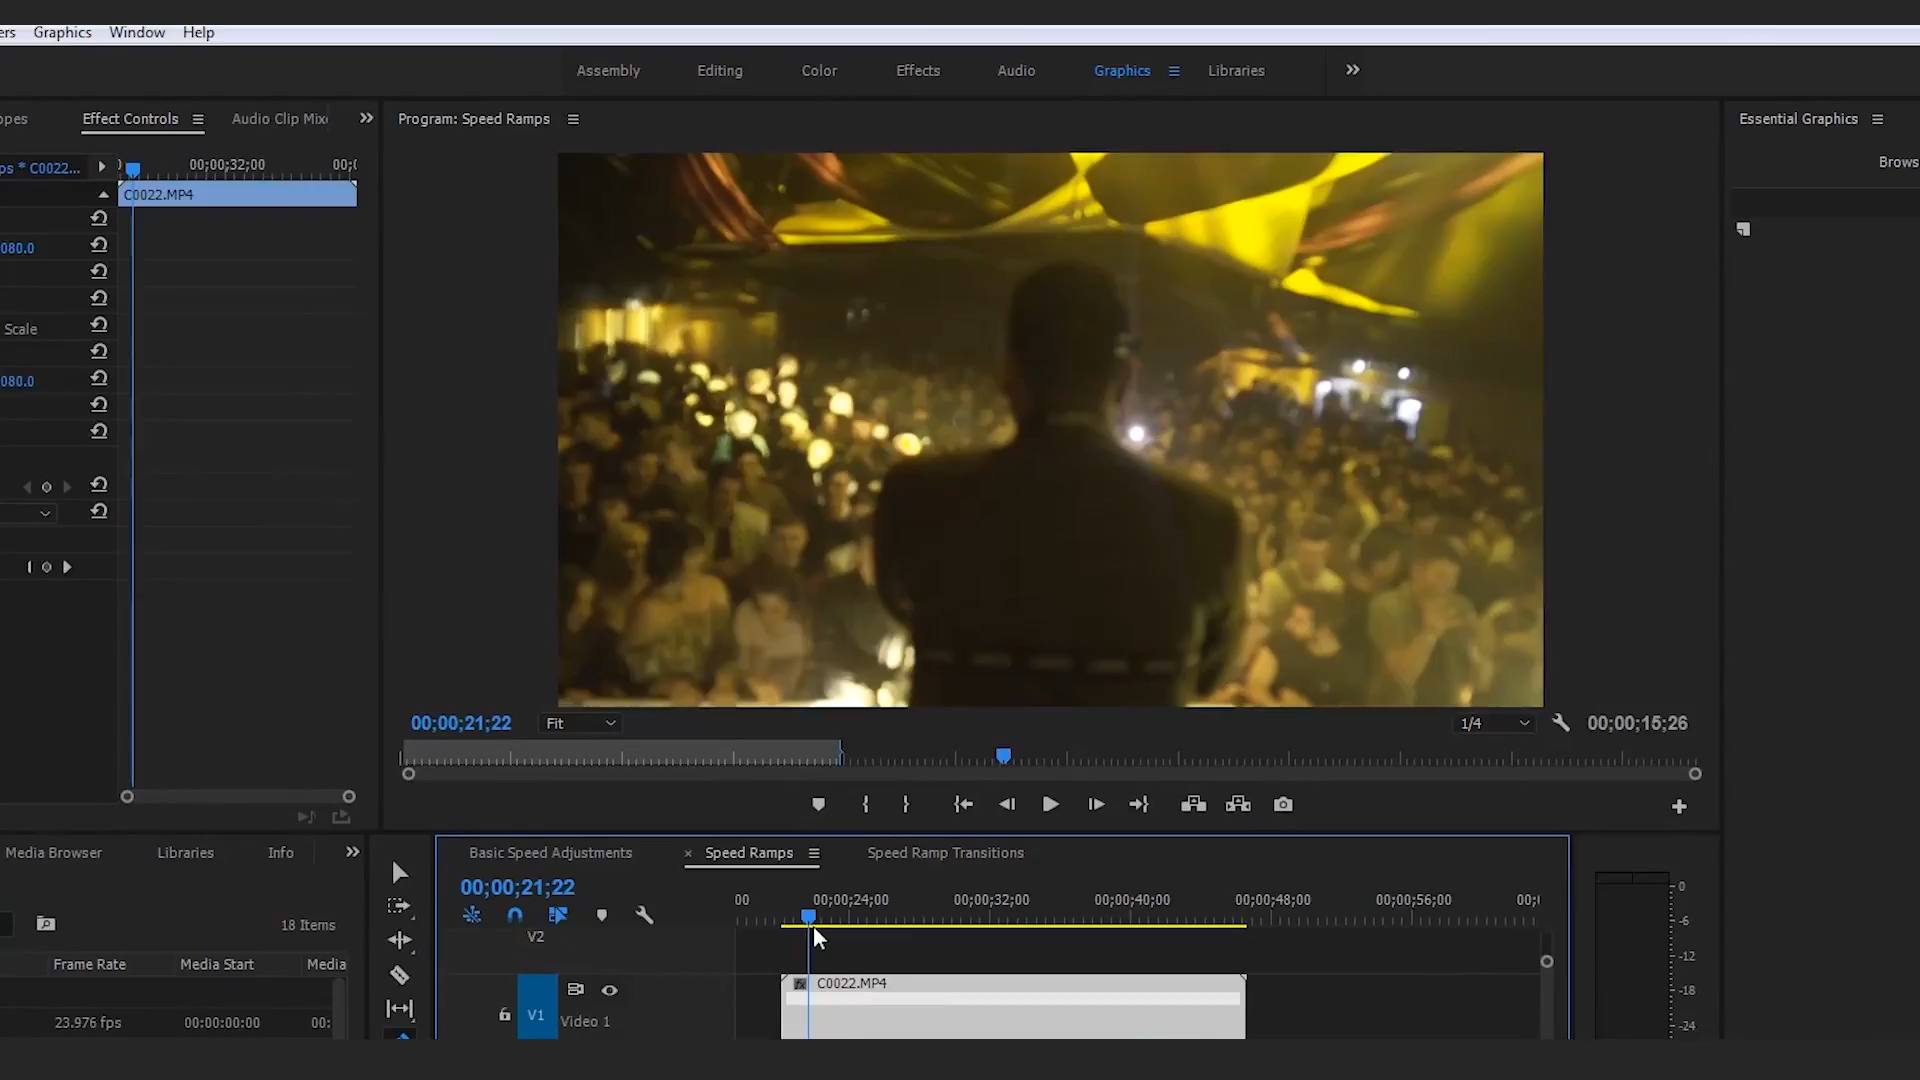 ers Graphics Window Help
Assembly Editing Color Effects Audio Graphics Libraries
opes Effect Controls Audio Clip Mix Program: Speed Ramps Essential Graphics
ps * C0022... 00;00;32;00 00;( Brows
C0022.MP4
080.0
Scale
080.0
00;00;21;22 Fit 1/4 00;00;15;26
Media Browser Libraries Info Basic Speed Adjustments × Speed Ramps Speed Ramp Transitions
00;00;21;22
00 00;00;24;00 00;00;32;00 00;00;40;00 00;00;48;00 00;00;56;00 00;
18 Items V2
Frame Rate Media Start Media
fx C0022.MP4
23.976 fps 00:00:00:00 00: V1 Video 1
0
-6
-12
-18
-24